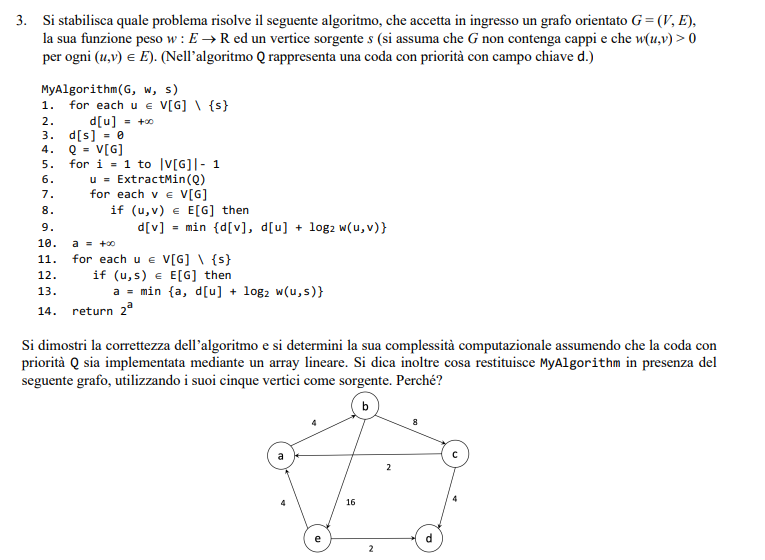 3. Si stabilisca quale problema risolve il seguente algoritmo, che accetta in ingresso un grafo orientato G = (V, E),
la sua funzione peso w : E → R ed un vertice sorgente s (si assuma che G non contenga cappi e che w(u,v) > 0
per ogni (u,v) ∈ E). (Nell'algoritmo Q rappresenta una coda con priorità con campo chiave d.)
MyAlgorithm(G, w, s)
1. for each u ∈ V[G] \ {s}
2. d[u] = +∞
3. d[s] = 0
4. Q = V[G]
5. for i = 1 to |V[G]|- 1
6. u = ExtractMin(Q)
7. for each v ∈ V[G]
8. if (u,v) ∈ E[G] then
9. d[v] = min {d[v], d[u] + log₂ w(u,v)}
10. a = +∞
11. for each u ∈ V[G] \ {s}
12. if (u,s) ∈ E[G] then
13. a = min {a, d[u] + log₂ w(u,s)}
14. return 2ᵃ
Si dimostri la correttezza dell'algoritmo e si determini la sua complessità computazionale assumendo che la coda con
priorità Q sia implementata mediante un array lineare. Si dica inoltre cosa restituisce MyAlgorithm in presenza del
seguente grafo, utilizzando i suoi cinque vertici come sorgente. Perché?
b
4 8
a c
2
4 16 4
e d
2